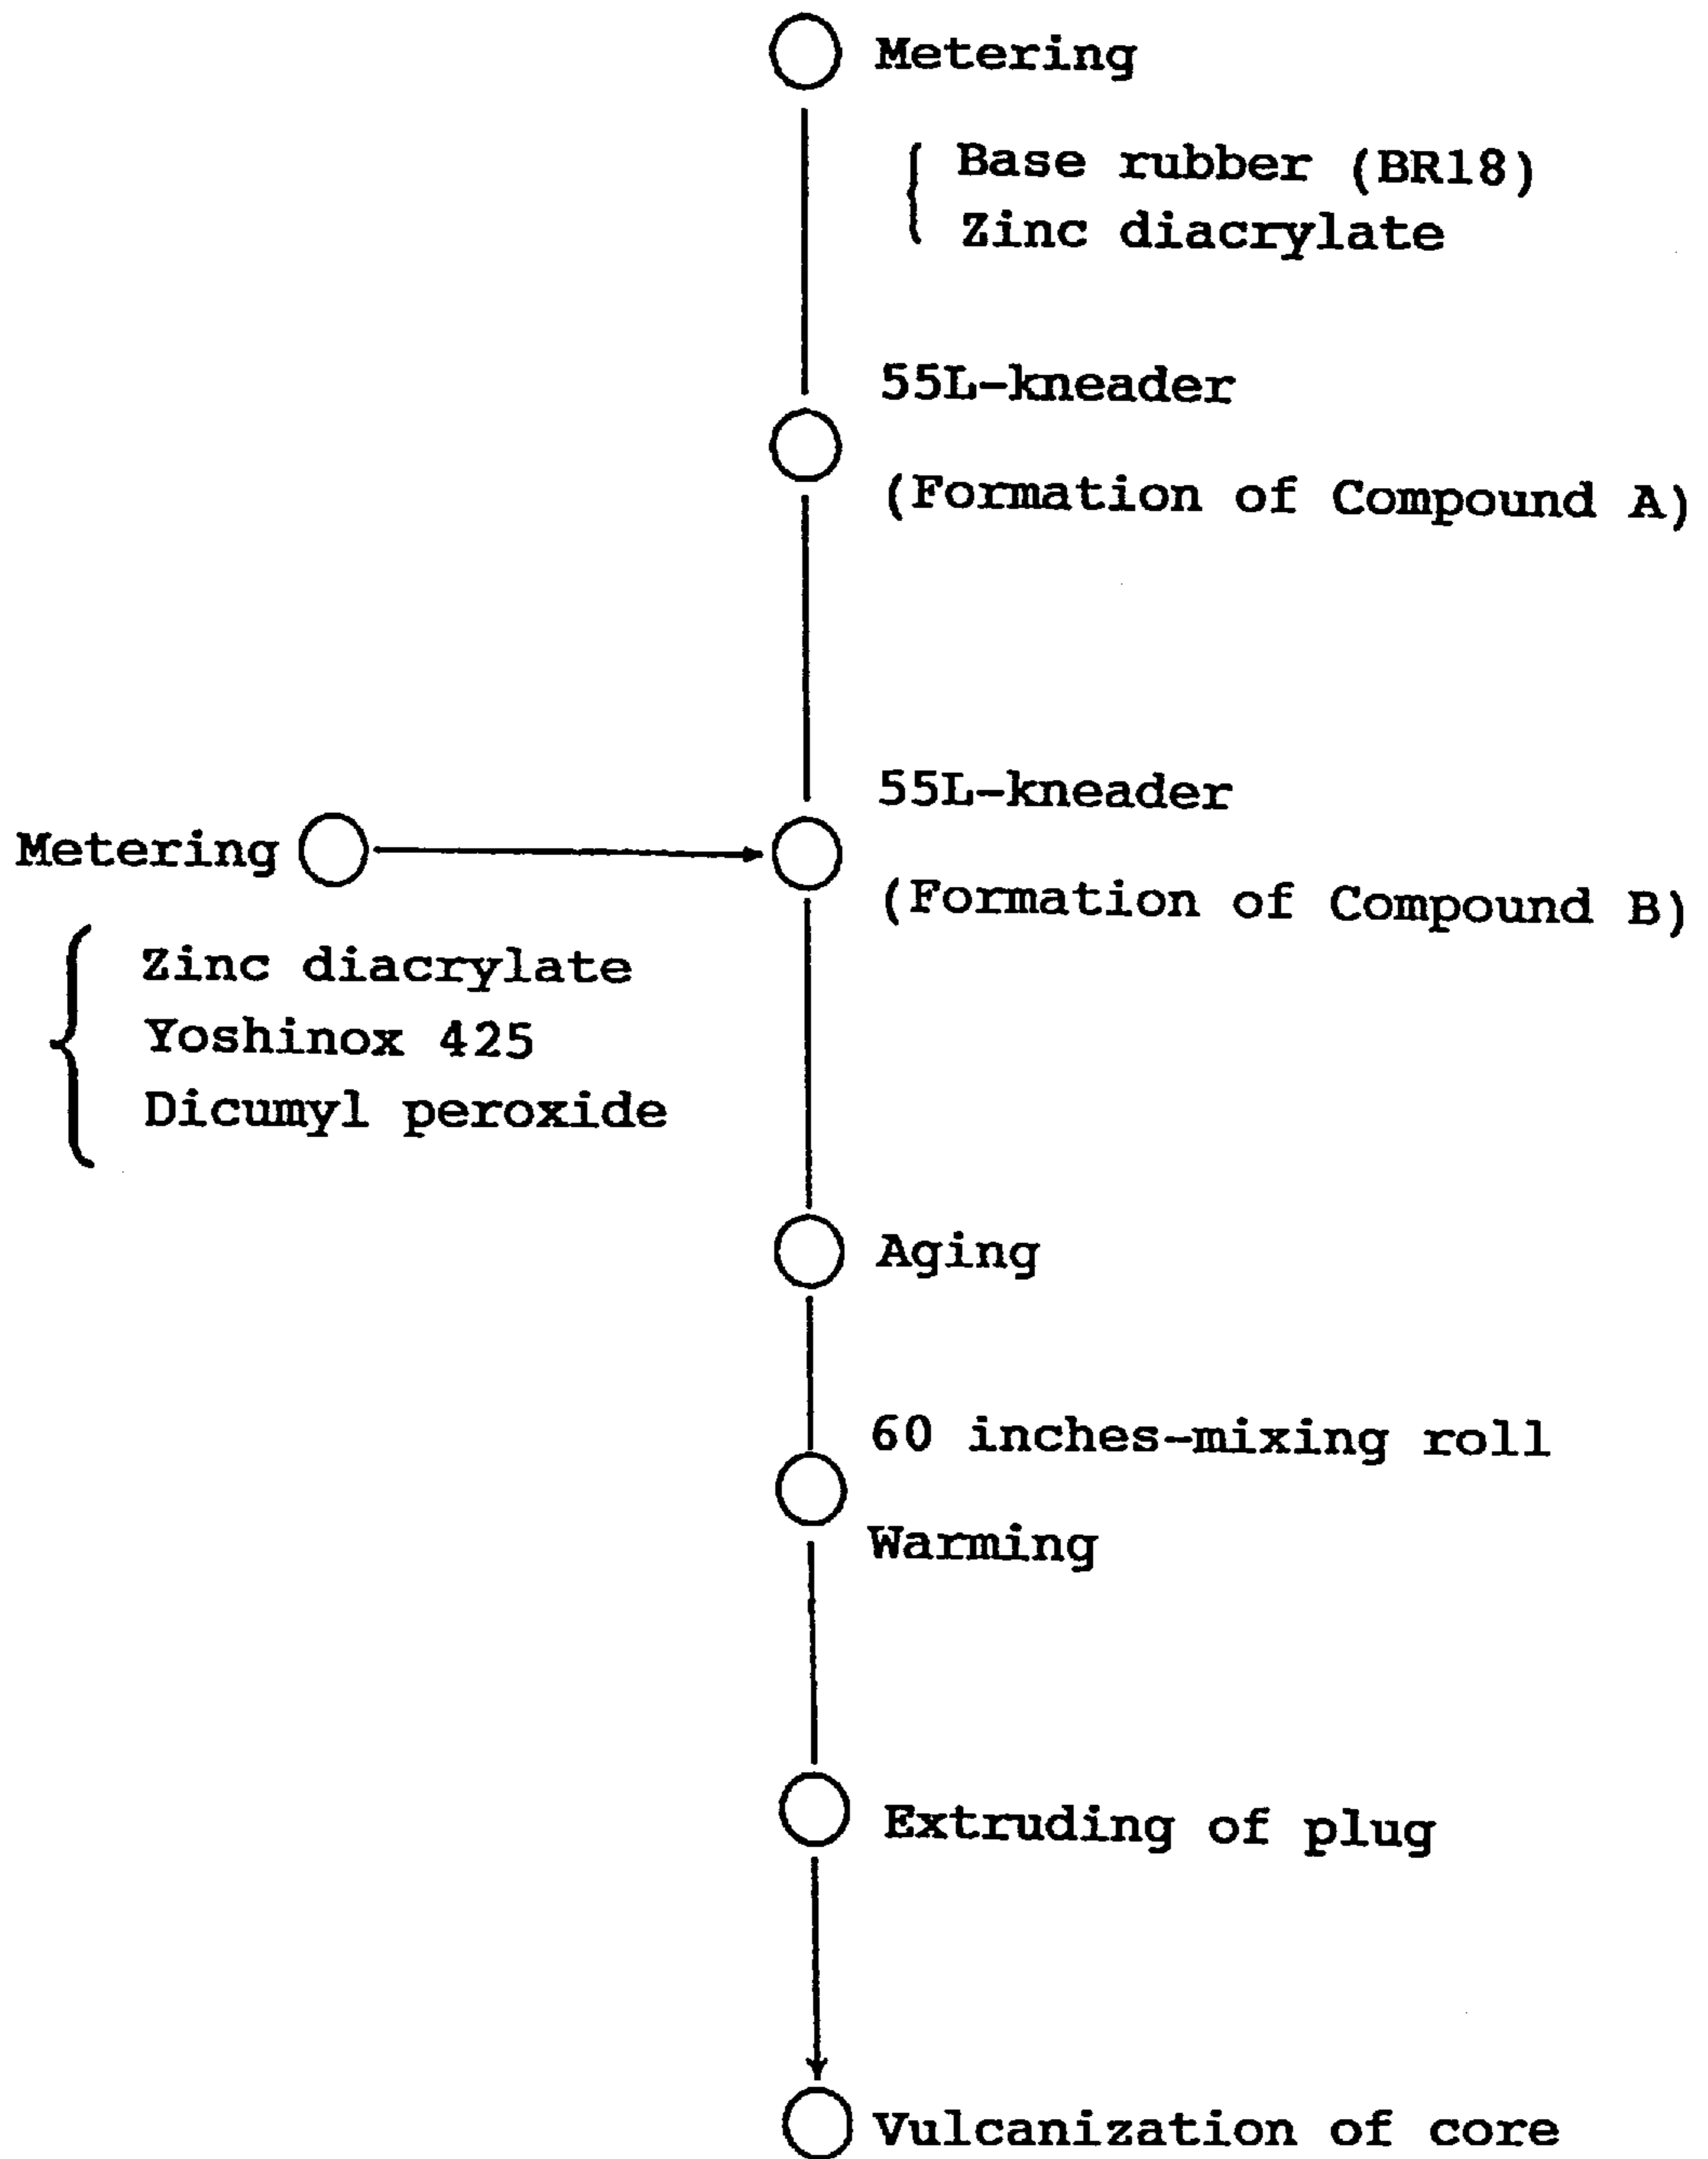 Metering
Base rubber (BR18)
Zinc diacrylate
55L-kneader
(Formation of Compound A)
55L-kneader
(Formation of Compound B)
Metering
Zinc diacrylate
Yoshinox 425
Dicumyl peroxide
Aging
60 inches-mixing roll
Warming
Extruding of plug
Vulcanization of core